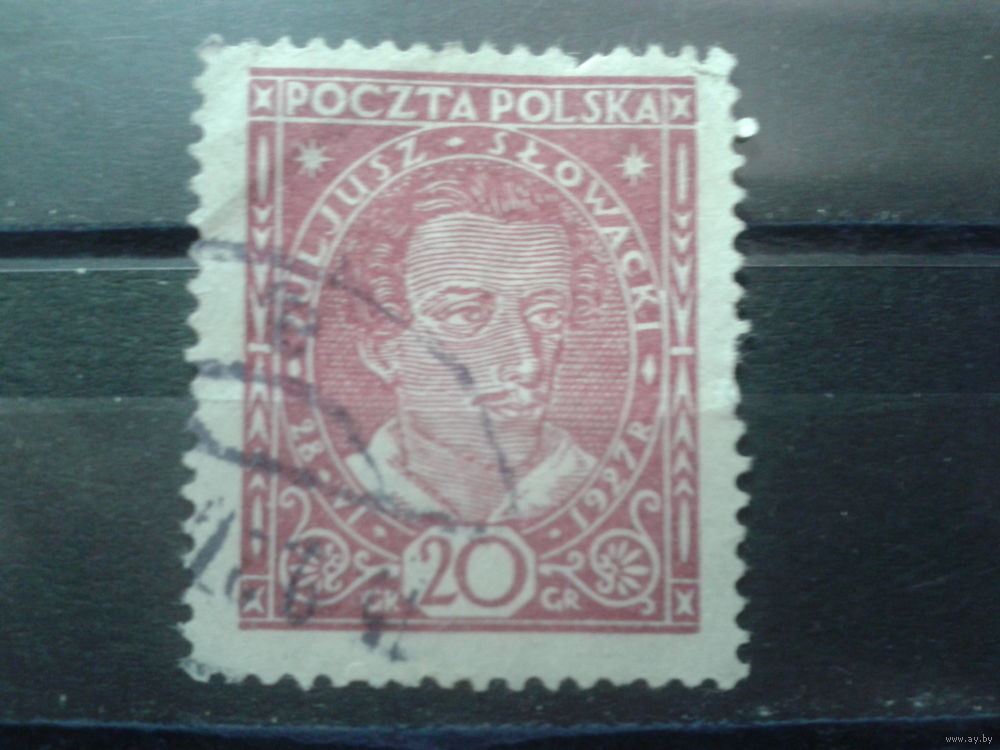 POCZTA POLSKA
JULJUSZ · SŁOWACKI
28 · VI · 1927 R
GR 20 GR
www.ay.by